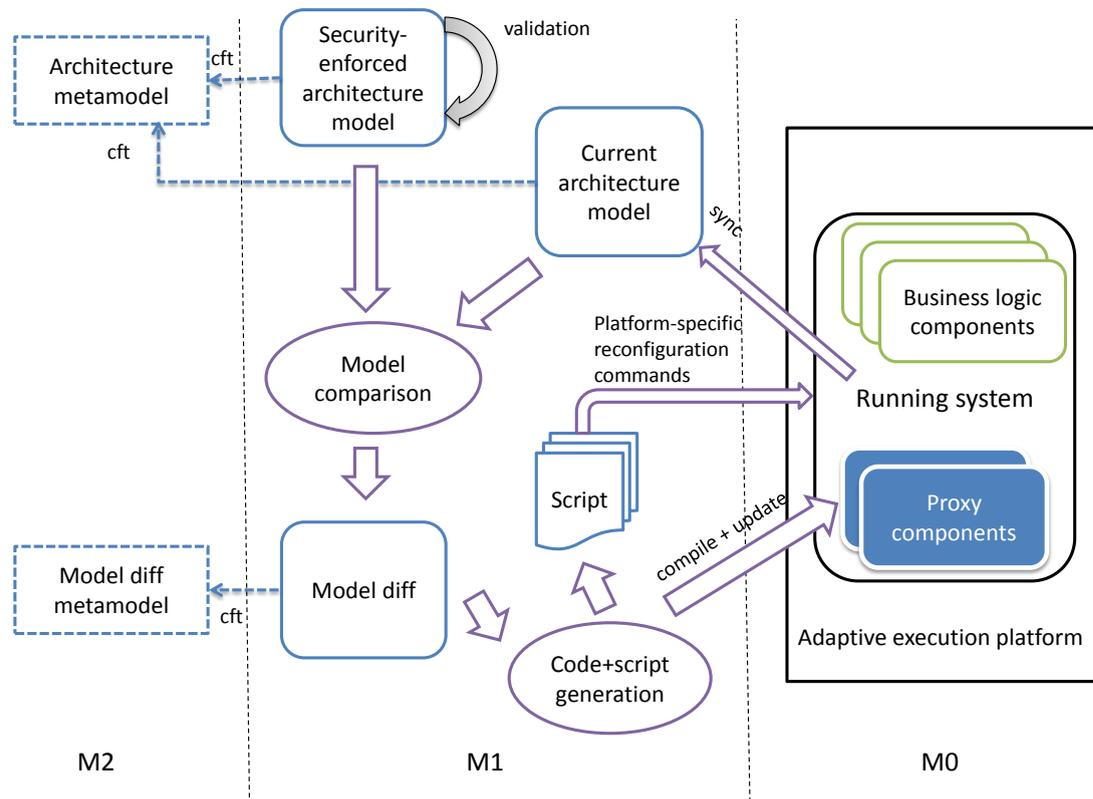 Architecture
metamodel
cft
cft
Security-
enforced
architecture
model
validation
Current
architecture
model
sync
Business logic
components
Model
comparison
Platform-specific
reconfiguration
commands
Running system
Script
compile + update
Proxy
components
Model diff
metamodel
cft
Model diff
Code+script
generation
Adaptive execution platform
M2
M1
M0